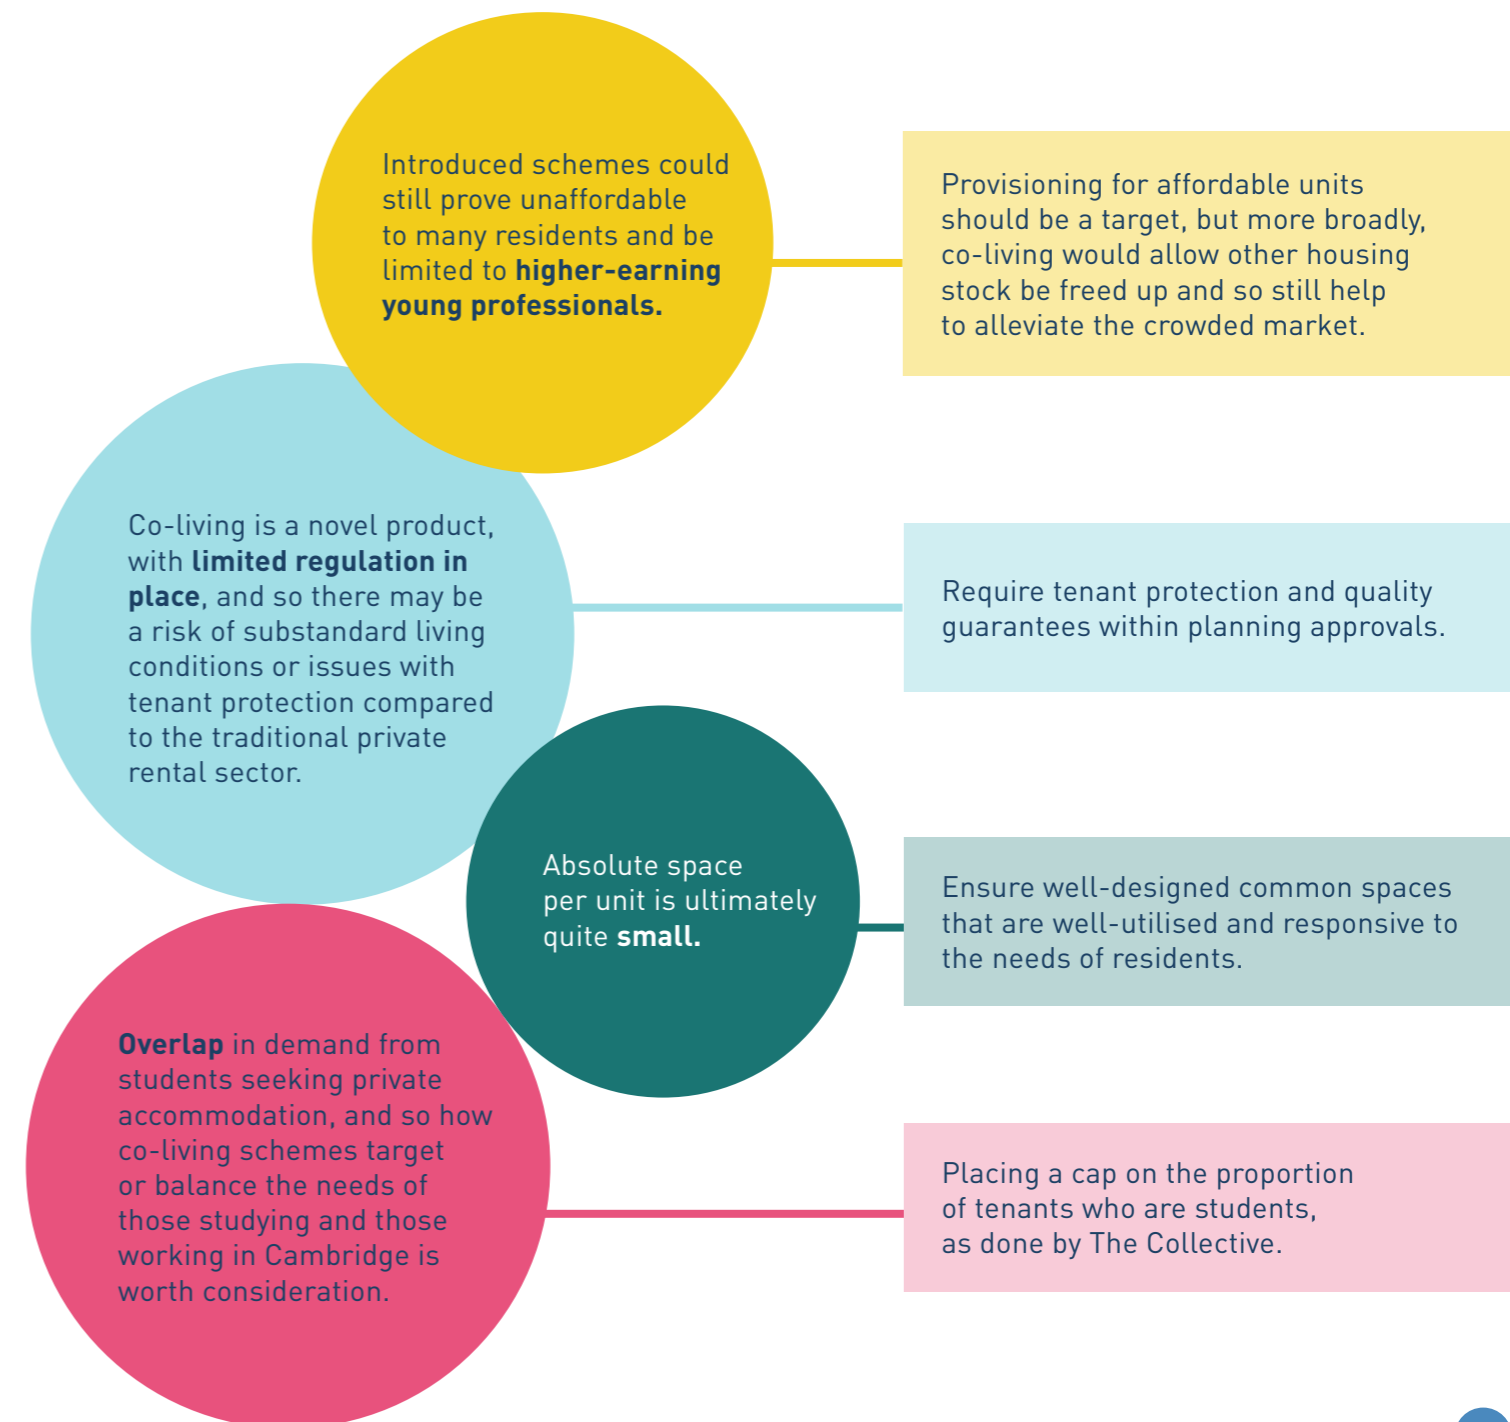 Introduced schemes could
still prove unaffordable
to many residents and be
limited to higher-earning
young professionals.
Provisioning for affordable units
should be a target, but more broadly,
co-living would allow other housing
stock be freed up and so still help
to alleviate the crowded market.
Co-living is a novel product,
with limited regulation in
place, and so there may be
a risk of substandard living
conditions or issues with
tenant protection compared
to the traditional private
rental sector.
Require tenant protection and quality
guarantees within planning approvals.
Absolute space
per unit is ultimately
quite small.
Ensure well-designed common spaces
that are well-utilised and responsive to
the needs of residents.
Overlap in demand from
students seeking private
accommodation, and so how
co-living schemes target
or balance the needs of
those studying and those
working in Cambridge is
worth consideration.
Placing a cap on the proportion
of tenants who are students,
as done by The Collective.